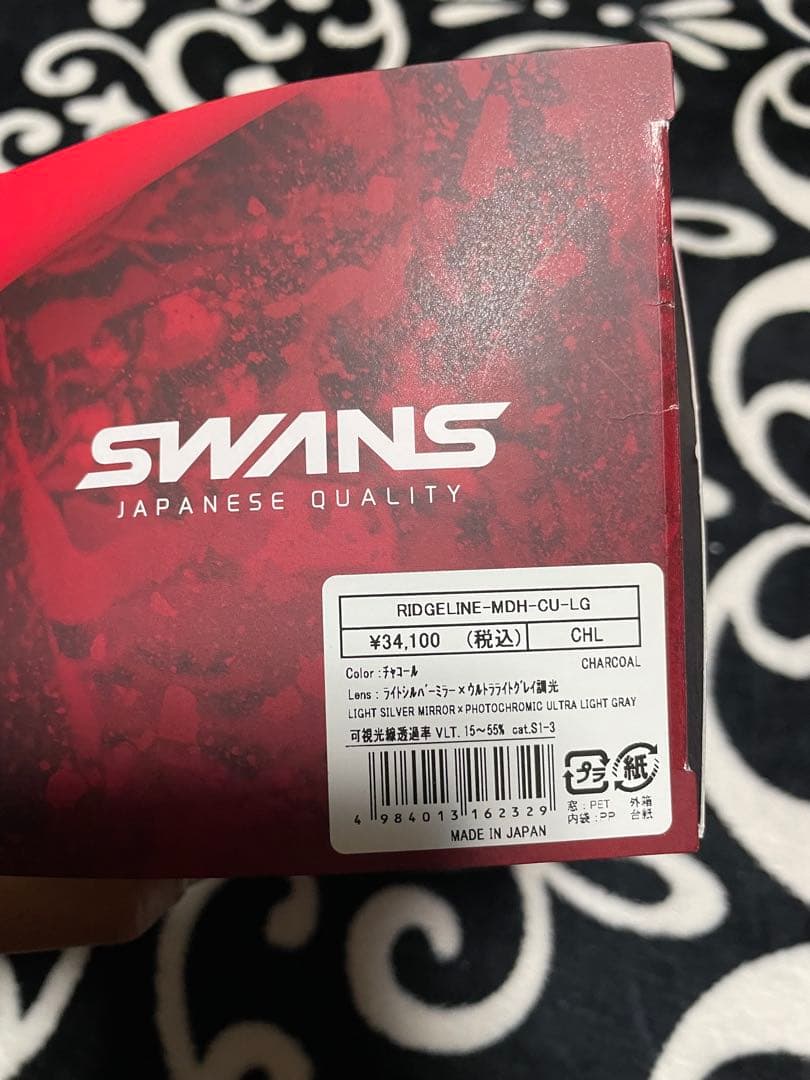 SWANS
JAPANESE QUALITY
RIDGELINE-MDH-CU-LG
¥34,100 (税込) CHL
Color:チャコール CHARCOAL
Lens:ライトシルバーミラー×ウルトラライトグレイ調光
LIGHT SILVER MIRROR×PHOTOCHROMIC ULTRA LIGHT GRAY
可視光線透過率 VLT. 15~55% cat.S1-3
プラ 紙
窓:PET 外箱
内袋:PP 台紙
4 984013 162329
MADE IN JAPAN